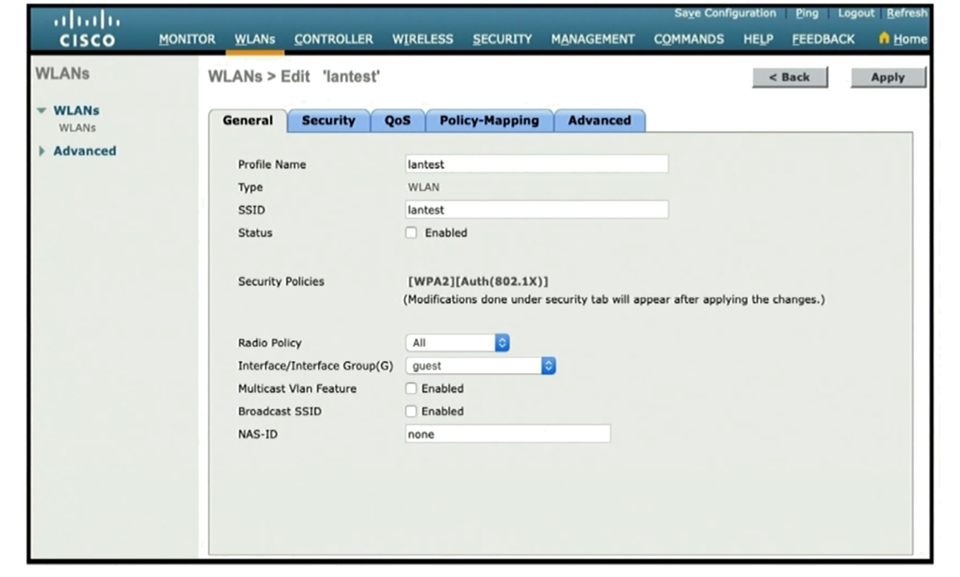 Save Configuration Ping Logout Refresh
CISCO MONITOR WLANs CONTROLLER WIRELESS SECURITY MANAGEMENT COMMANDS HELP FEEDBACK Home
WLANs
WLANs > Edit 'lantest'
< Back Apply
WLANs
WLANs
Advanced
General Security QoS Policy-Mapping Advanced
Profile Name lantest
Type WLAN
SSID lantest
Status Enabled
Security Policies [WPA2][Auth(802.1X)]
(Modifications done under security tab will appear after applying the changes.)
Radio Policy All
Interface/Interface Group(G) guest
Multicast Vlan Feature Enabled
Broadcast SSID Enabled
NAS-ID none